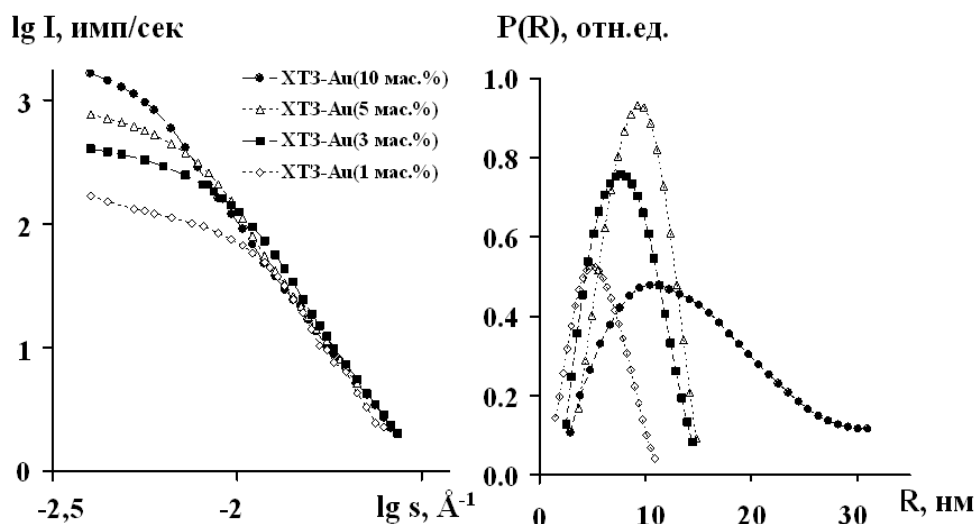 lg I, имп/сек
P(R), отн.ед.
ХТЗ-Au(10 мас.%)
ХТЗ-Au(5 мас.%)
ХТЗ-Au(3 мас.%)
ХТЗ-Au(1 мас.%)
3
2
1
0
-2,5
-2
lg s, Å⁻¹
1.0
0.8
0.6
0.4
0.2
0.0
0
10
20
30
R, нм